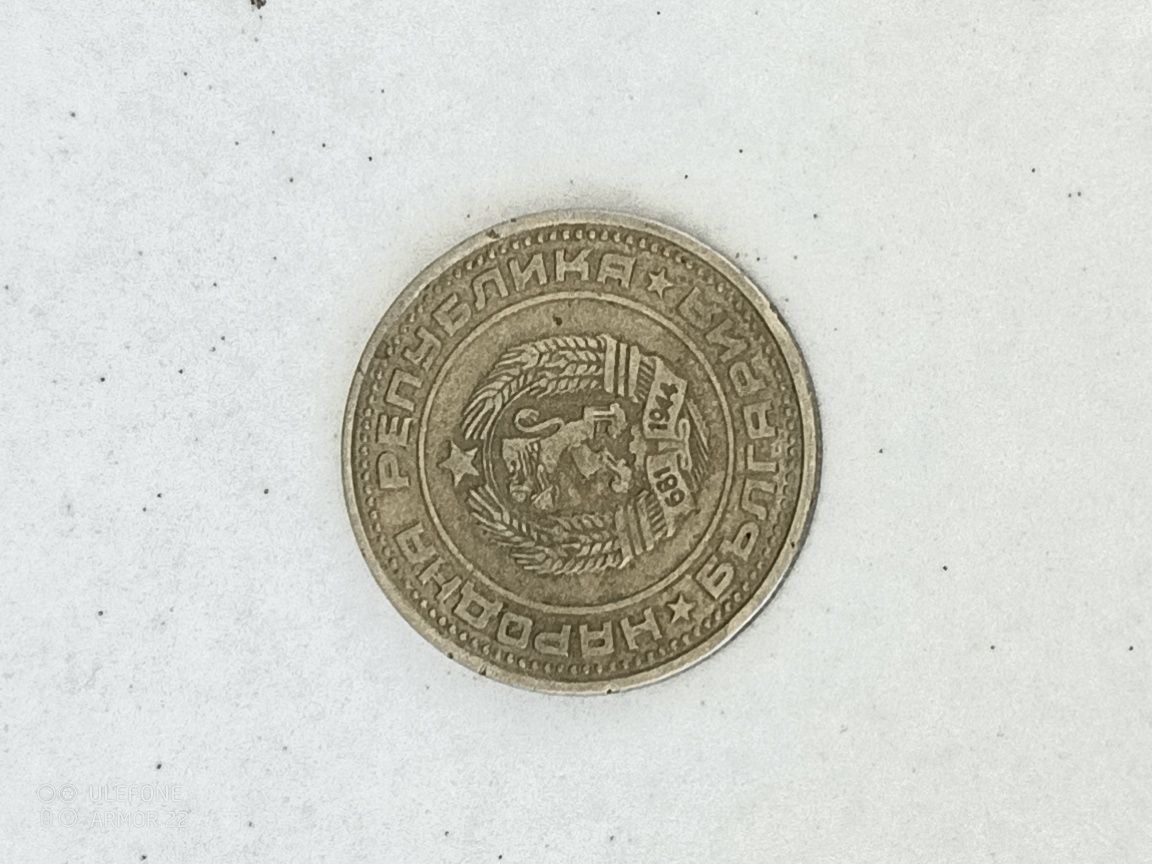 НАРОДНА РЕПУБЛИКА
БЪЛГАРИЯ
681
1944
ULEFONE
ARMOR 22